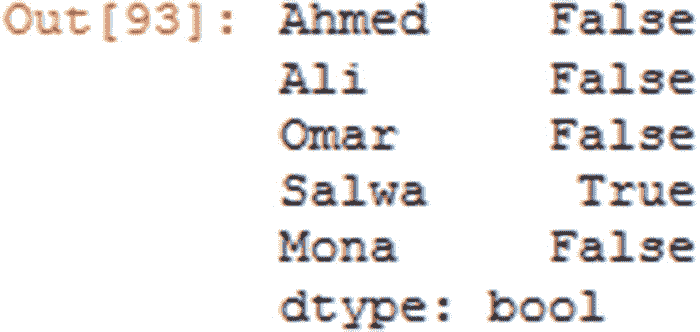 Out[93]: Ahmed False
Ali False
Omar False
Salwa True
Mona False
dtype: bool